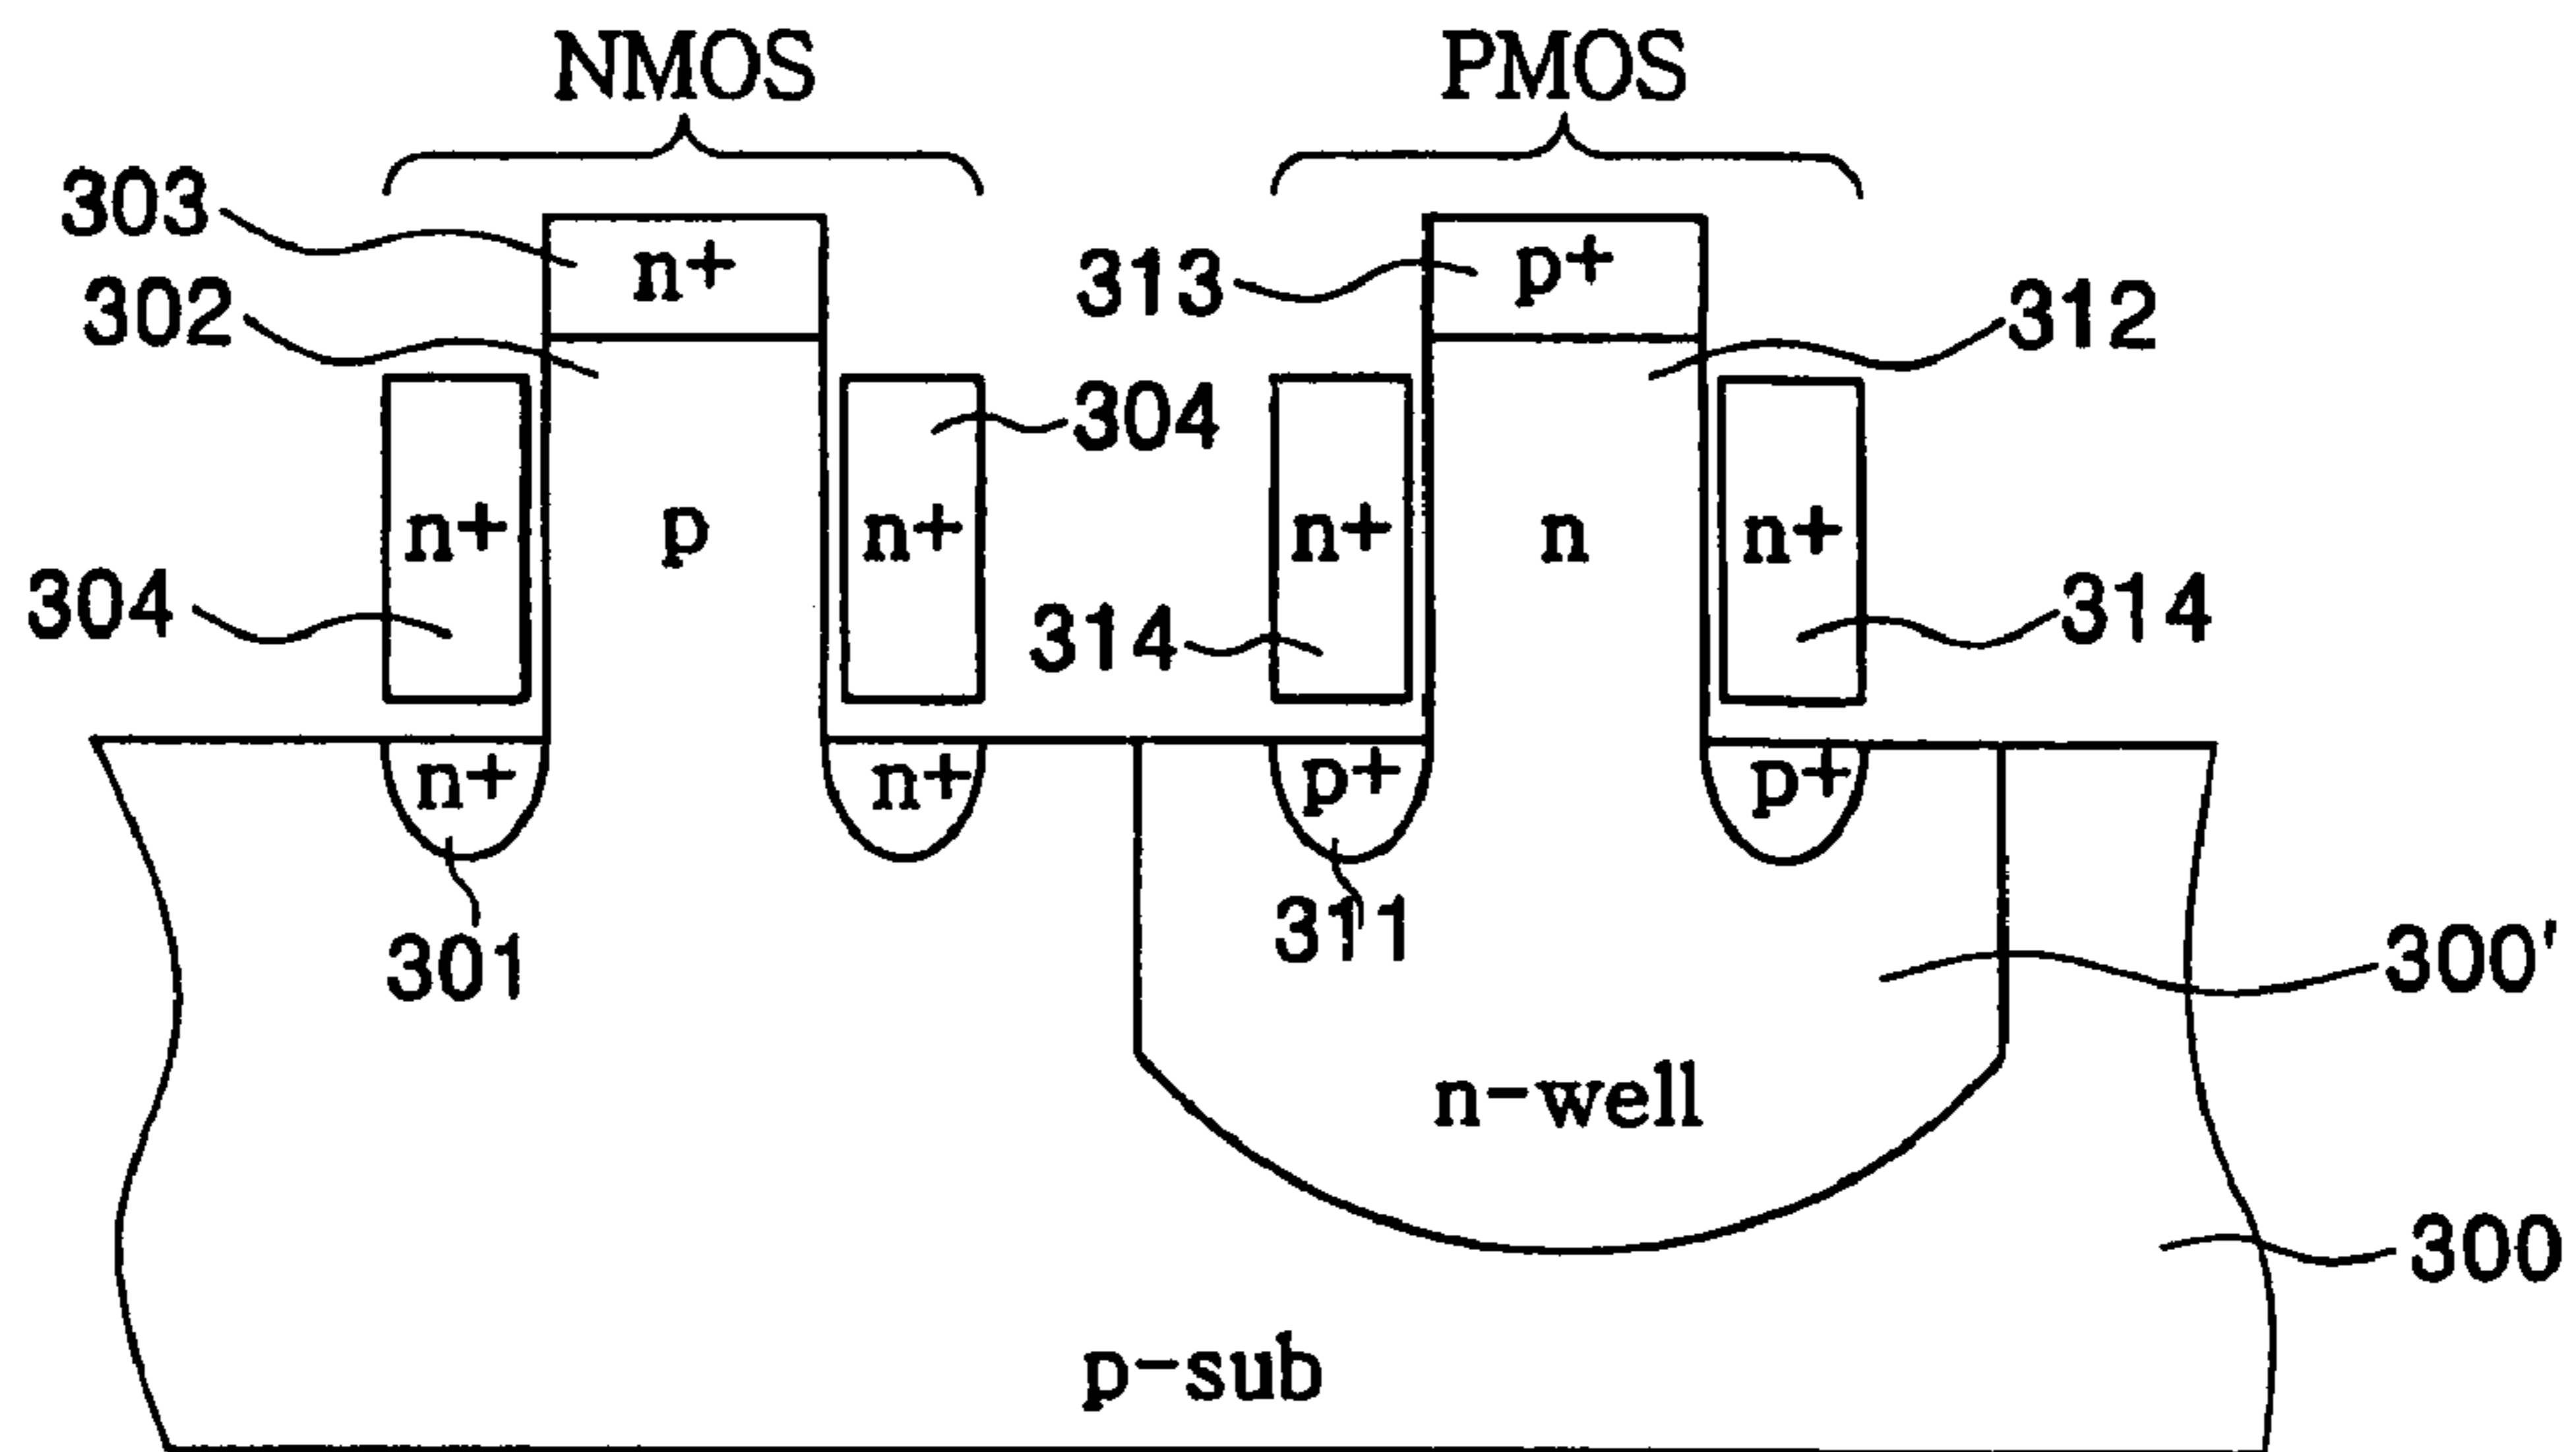 NMOS PMOS
303 n+ 313 p+ 312
302
304
n+ p n+ n+ n n+
304 314 314
n+ n+ p+ p+
301 311 300'
n-well
300
p-sub